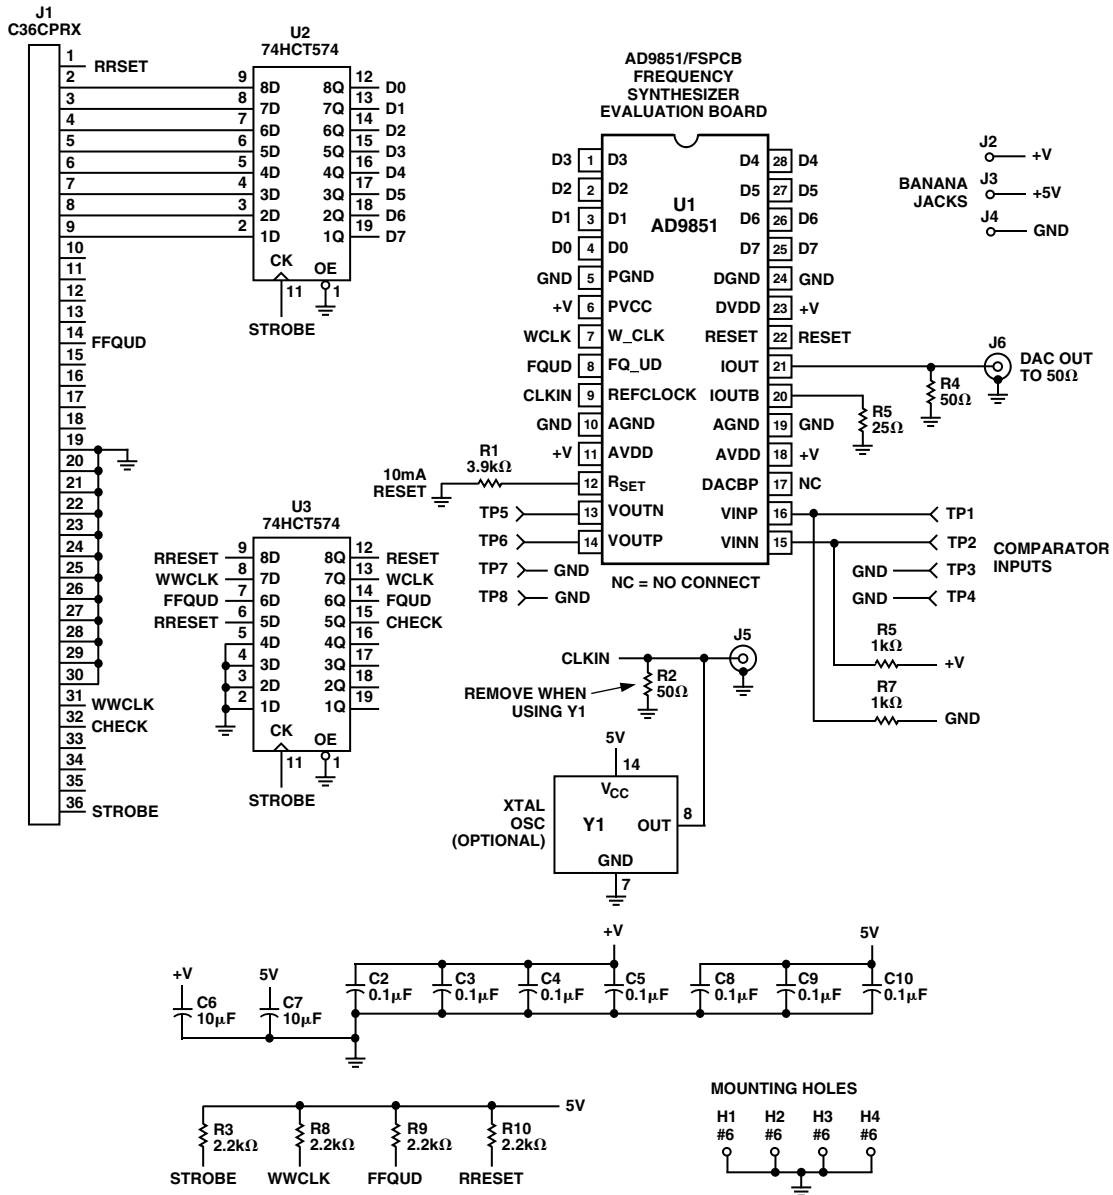 J1
C36CPRX
1
RRSET
2
3
4
5
6
7
8
9
10
11
12
13
14
FFQUD
15
16
17
18
19
20
21
22
23
24
25
26
27
28
29
30
31
WWCLK
32
CHECK
33
34
35
36
STROBE
U2
74HCT574
9 8D 8Q 12 D0
8 7D 7Q 13 D1
7 6D 6Q 14 D2
6 5D 5Q 15 D3
5 4D 4Q 16 D4
4 3D 3Q 17 D5
3 2D 2Q 18 D6
2 1D 1Q 19 D7
CK OE
11 1
STROBE
U3
74HCT574
RRESET 9 8D 8Q 12 RESET
WWCLK 8 7D 7Q 13 WCLK
FFQUD 7 6D 6Q 14 FQUD
RRESET 6 5D 5Q 15 CHECK
5 4D 4Q 16
4 3D 3Q 17
3 2D 2Q 18
2 1D 1Q 19
CK OE
11 1
STROBE
AD9851/FSPCB
FREQUENCY
SYNTHESIZER
EVALUATION BOARD
U1
AD9851
D3 1 D3 D4 28 D4
D2 2 D2 D5 27 D5
D1 3 D1 D6 26 D6
D0 4 D0 D7 25 D7
GND 5 PGND DGND 24 GND
+V 6 PVCC DVDD 23 +V
WCLK 7 W_CLK RESET 22 RESET
FQUD 8 FQ_UD IOUT 21
CLKIN 9 REFCLOCK IOUTB 20
GND 10 AGND AGND 19 GND
+V 11 AVDD AVDD 18 +V
12 RSET DACBP 17 NC
TP5 13 VOUTN VINP 16 TP1
TP6 14 VOUTP VINN 15 TP2
TP7 GND
TP8 GND
NC = NO CONNECT
10mA
RESET
R1
3.9kΩ
J2
+V
BANANA
JACKS
J3
+5V
J4
GND
J6
DAC OUT
TO 50Ω
R4
50Ω
R5
25Ω
GND TP3
GND TP4
COMPARATOR
INPUTS
R5
1kΩ
+V
R7
1kΩ
GND
J5
CLKIN
R2
50Ω
REMOVE WHEN
USING Y1
5V
14
VCC
XTAL
OSC
(OPTIONAL)
Y1
OUT
8
GND
7
+V
C6
10μF
5V
C7
10μF
+V
C2
0.1μF
C3
0.1μF
C4
0.1μF
C5
0.1μF
5V
C8
0.1μF
C9
0.1μF
C10
0.1μF
5V
R3
2.2kΩ
R8
2.2kΩ
R9
2.2kΩ
R10
2.2kΩ
STROBE WWCLK FFQUD RRESET
MOUNTING HOLES
H1 H2 H3 H4
#6 #6 #6 #6